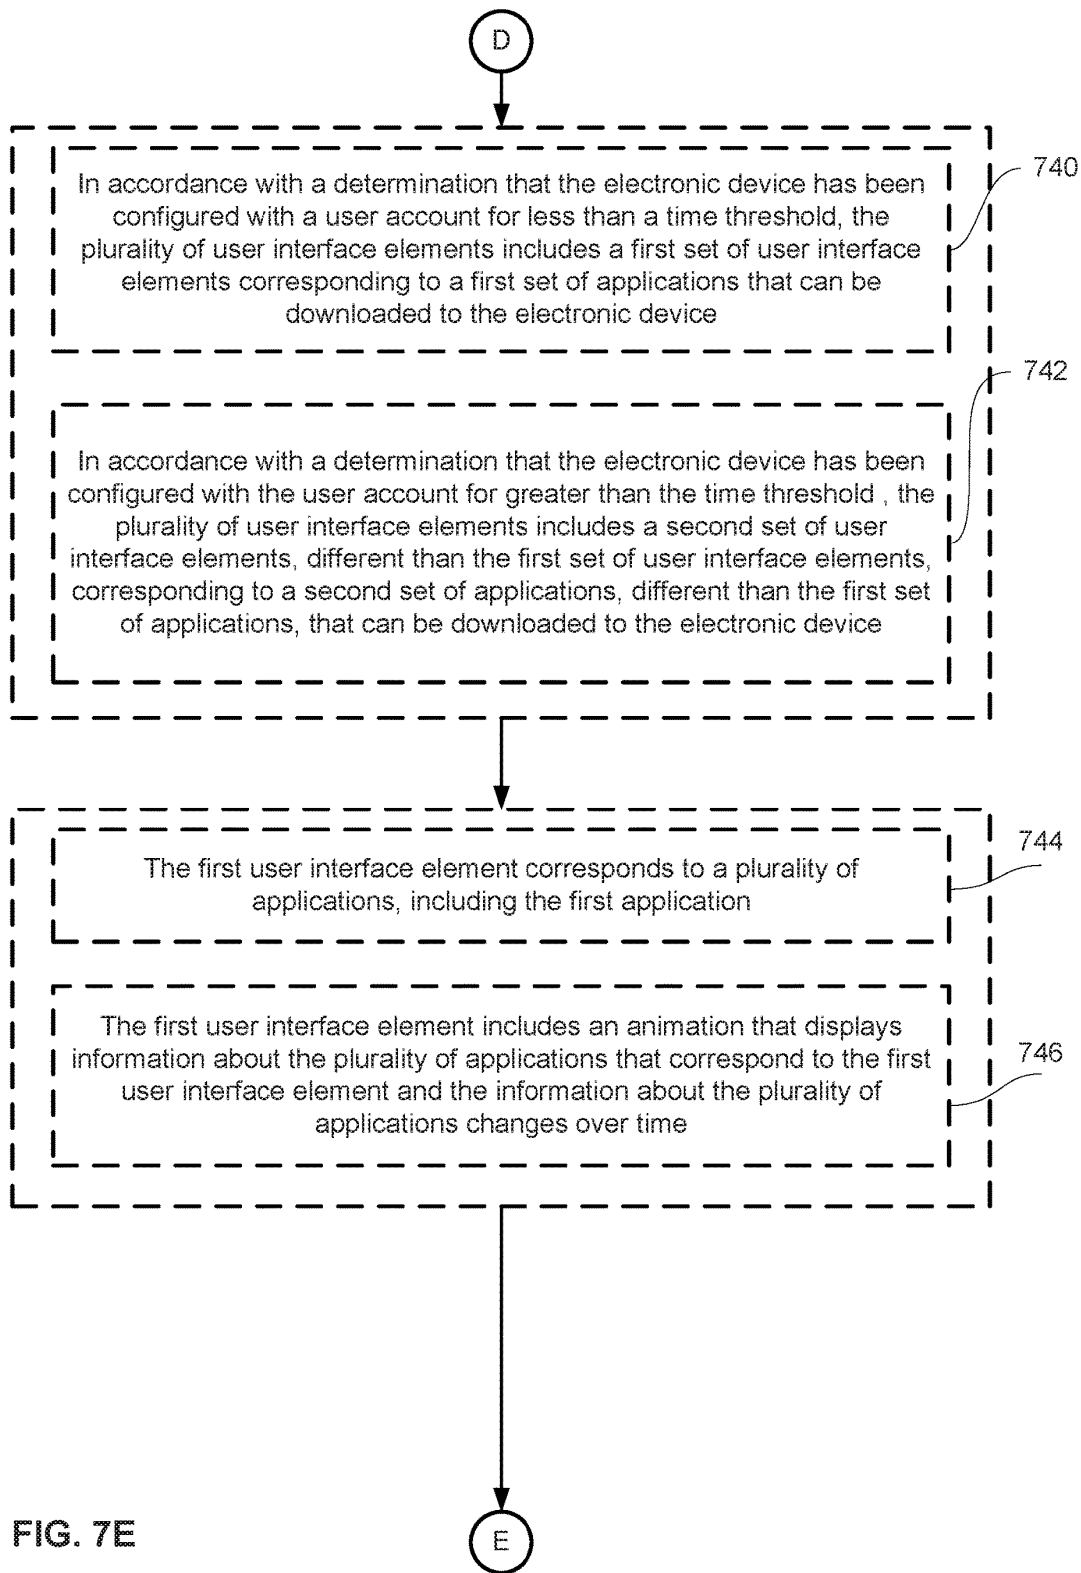 D
In accordance with a determination that the electronic device has been
configured with a user account for less than a time threshold, the
plurality of user interface elements includes a first set of user interface
elements corresponding to a first set of applications that can be
downloaded to the electronic device
740
In accordance with a determination that the electronic device has been
configured with the user account for greater than the time threshold , the
plurality of user interface elements includes a second set of user
interface elements, different than the first set of user interface elements,
corresponding to a second set of applications, different than the first set
of applications, that can be downloaded to the electronic device
742
The first user interface element corresponds to a plurality of
applications, including the first application
744
The first user interface element includes an animation that displays
information about the plurality of applications that correspond to the first
user interface element and the information about the plurality of
applications changes over time
746
FIG. 7E
E